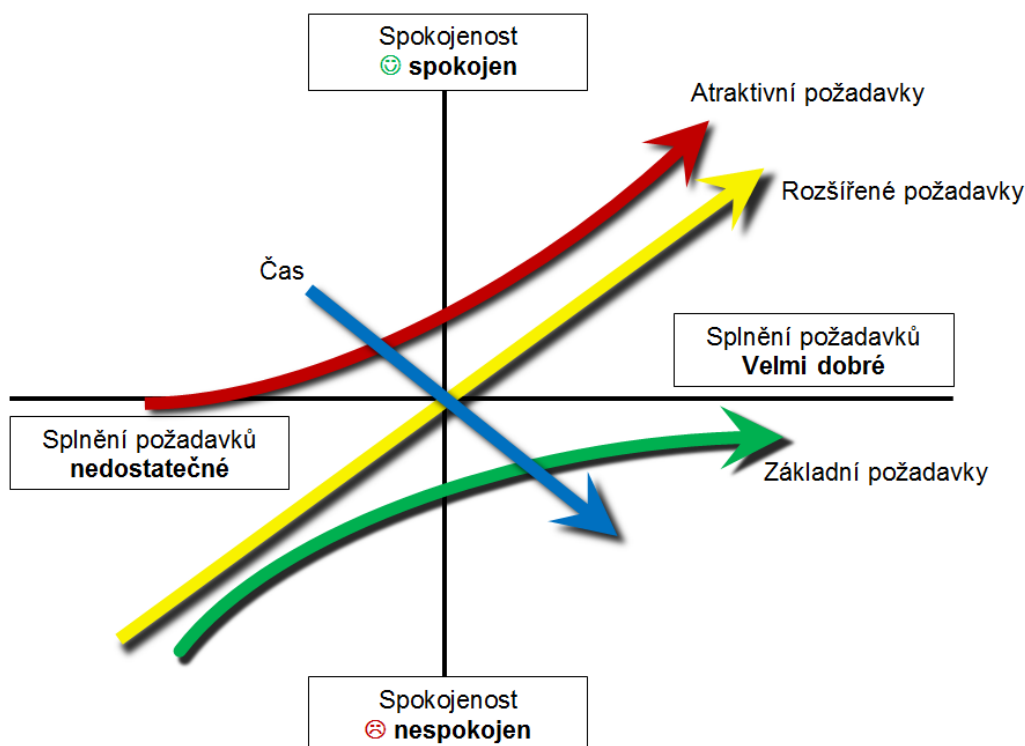 Spokojenost
☺ spokojen
Atraktivní požadavky
Rozšířené požadavky
Čas
Splnění požadavků
Velmi dobré
Splnění požadavků
nedostatečné
Základní požadavky
Spokojenost
☹ nespokojen